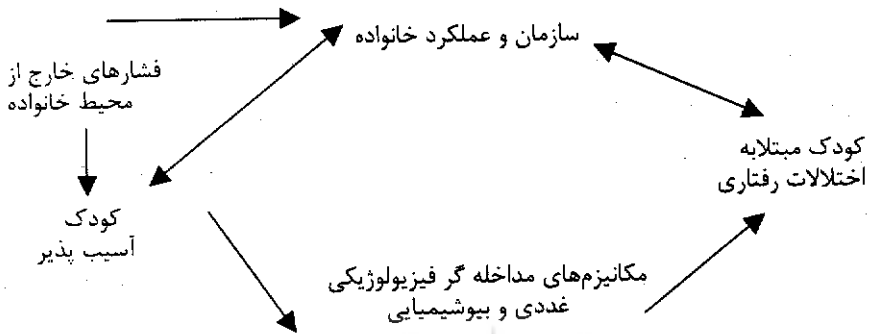 سازمان و عملکرد خانواده
فشارهای خارج از
محیط خانواده
کودک مبتلابه
اختلالات رفتاری
کودک
آسیب پذیر
مکانیزم‌های مداخله گر فیزیولوژیکی
غددی و بیوشیمیایی